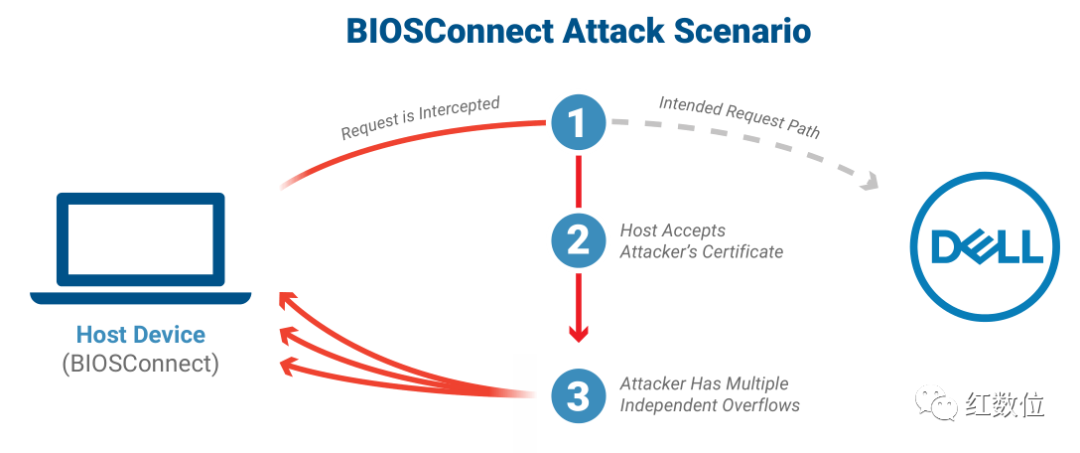 BIOSConnect Attack Scenario
Request is Intercepted
1
Intended Request Path
2
Host Accepts
Attacker's Certificate
DELL
Host Device
(BIOSConnect)
3
Attacker Has Multiple
Independent Overflows
红数位